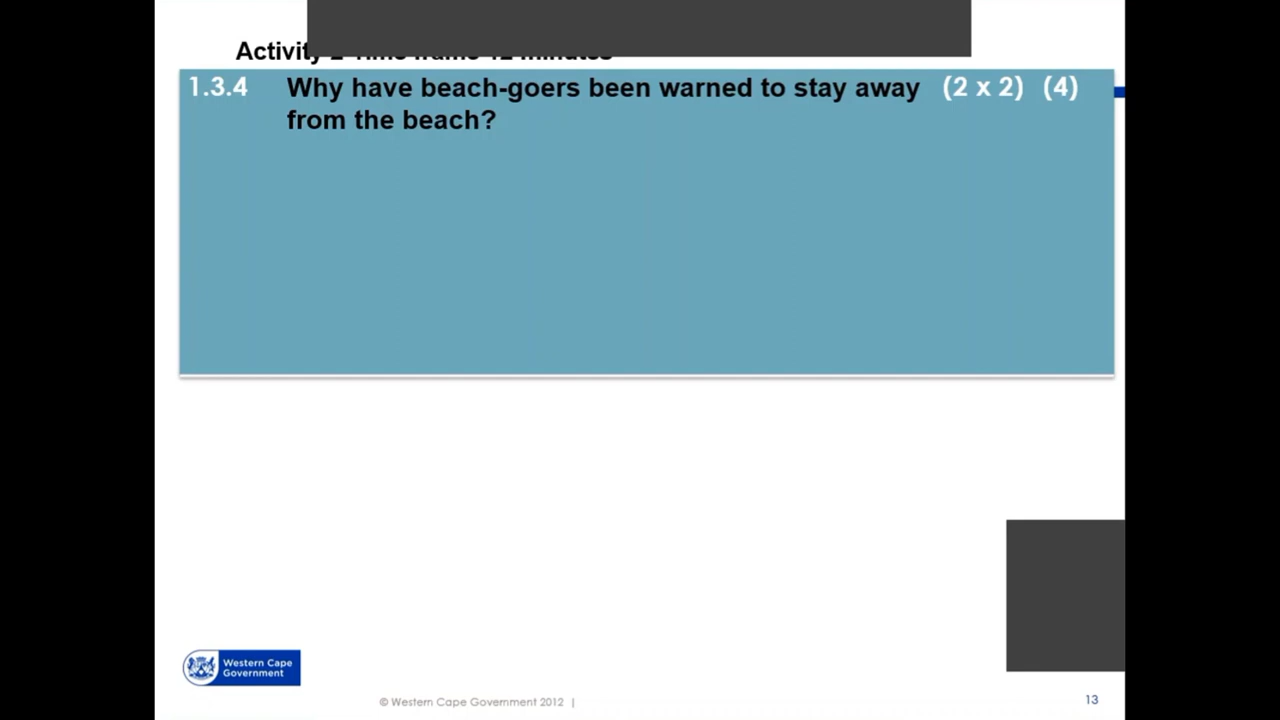 Activity
1.3.4 Why have beach-goers been warned to stay away (2 x 2) (4)
from the beach?
Western Cape
Government
© Western Cape Government 2012 |
13